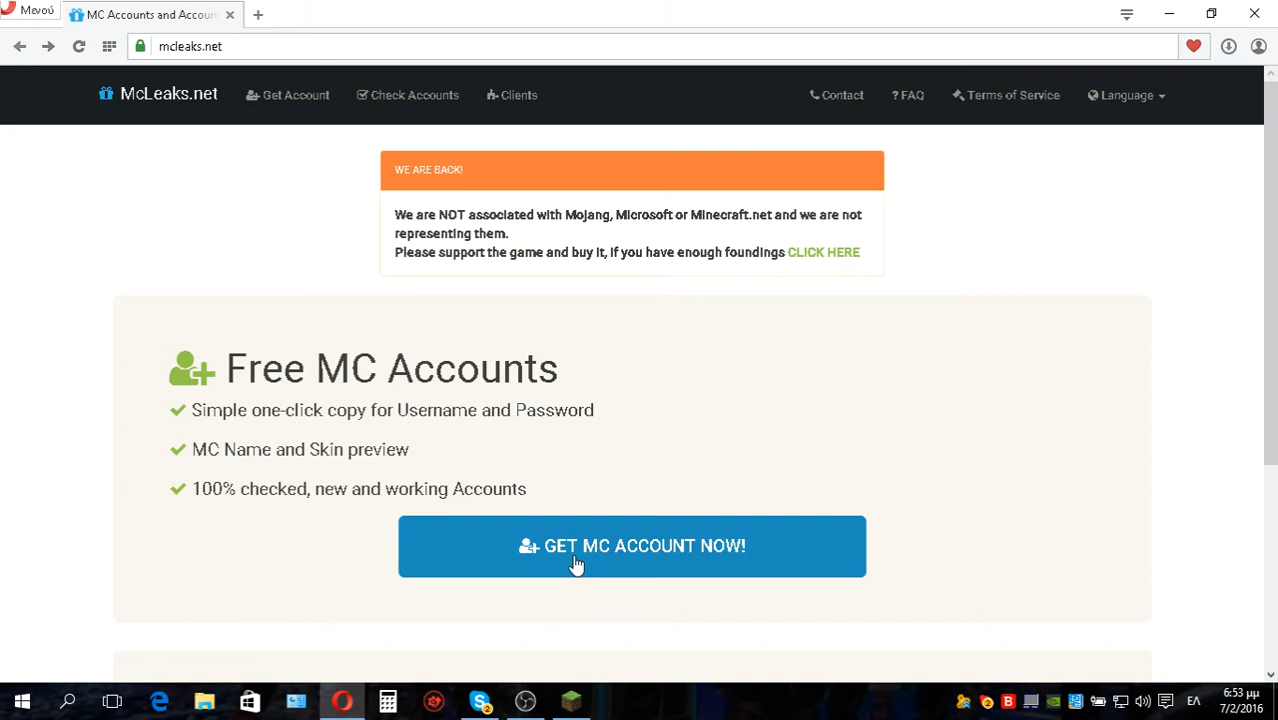 Μενού
MC Accounts and Accoun
mcleaks.net
McLeaks.net Get Account Check Accounts Clients Contact ? FAQ Terms of Service Language
WE ARE BACK!
We are NOT associated with Mojang, Microsoft or Minecraft.net and we are not
representing them.
Please support the game and buy it, if you have enough foundings CLICK HERE
Free MC Accounts
Simple one-click copy for Username and Password
MC Name and Skin preview
100% checked, new and working Accounts
GET MC ACCOUNT NOW!
ΕΛ
6:53 μμ
7/2/2016